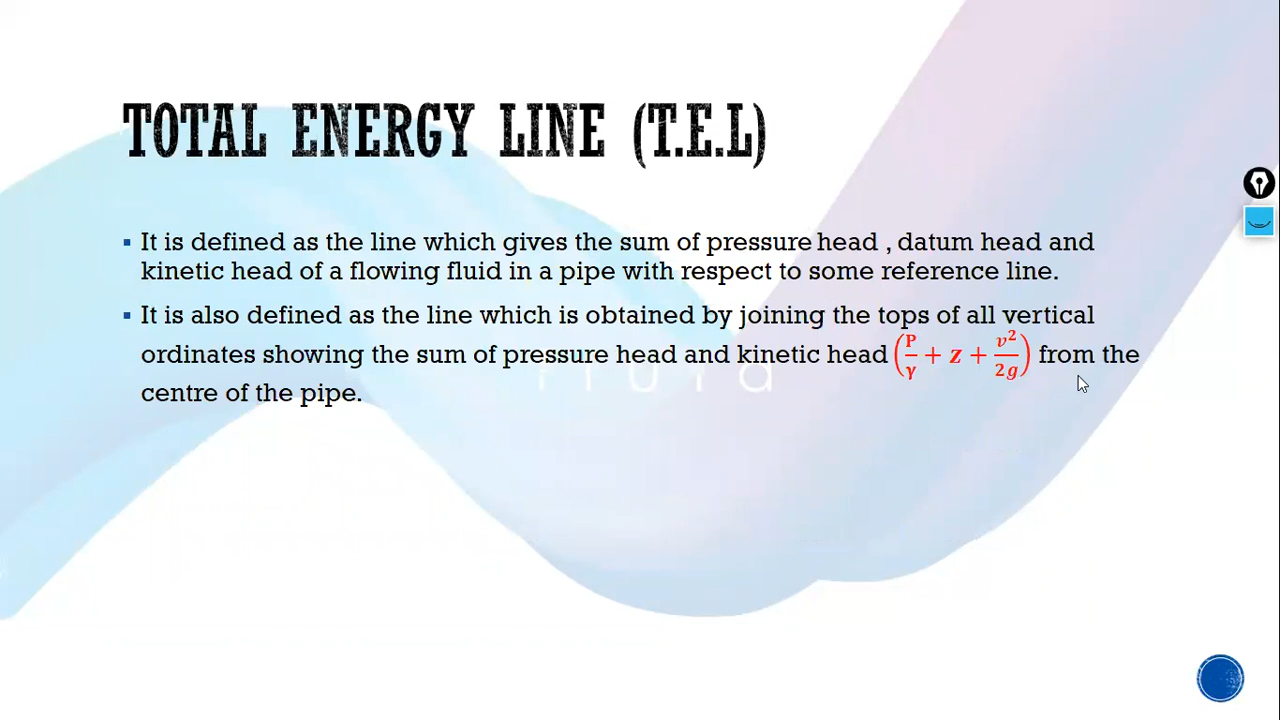 TOTAL ENERGY LINE (T.E.L)
▪ It is defined as the line which gives the sum of pressure head , datum head and
kinetic head of a flowing fluid in a pipe with respect to some reference line.
▪ It is also defined as the line which is obtained by joining the tops of all vertical
ordinates showing the sum of pressure head and kinetic head (P/γ + z + v²/2g) from the
centre of the pipe.
fluid